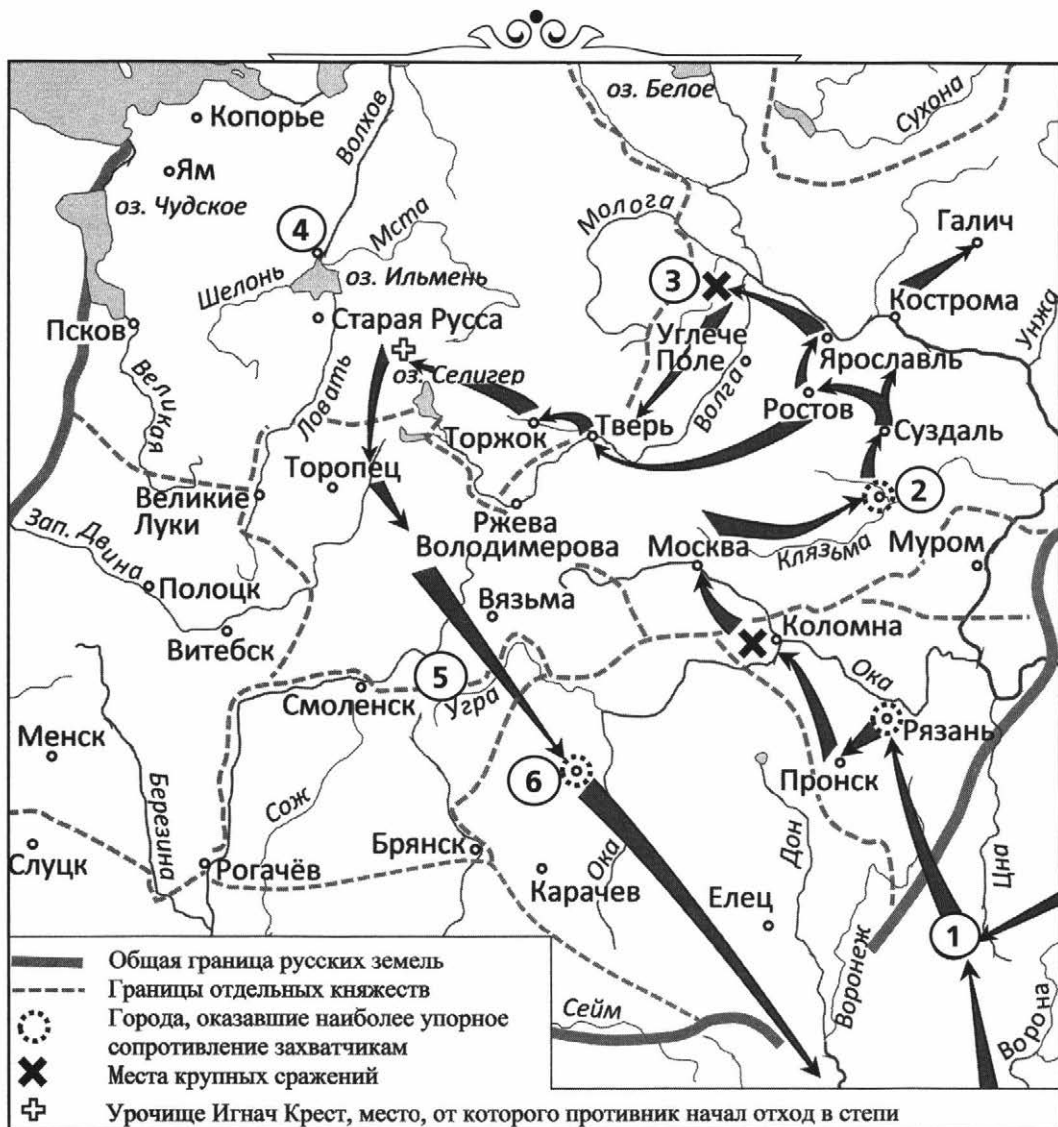 оз. Белое
Сухона
Копорье
Волхов
Ям
оз. Чудское
Молога
Галич
4
Мста
Шелонь
оз. Ильмень
3
Кострома
Унжа
Псков
Старая Русса
Углече
Поле
Ярославль
Великая
Ловать
оз. Селигер
Волга
Ростов
Торжок
Тверь
Суздаль
Торопец
Великие
Луки
Ржева
Володимерова
2
Зап. Двина
Москва
Клязьма
Муром
Полоцк
Вязьма
Витебск
Коломна
5
Смоленск
Угра
Ока
Рязань
Менск
Березина
Сож
6
Пронск
Дон
Цна
Слуцк
Рогачёв
Брянск
Карачев
Ока
Елец
Воронеж
1
Ворона
Сейм
Общая граница русских земель
Границы отдельных княжеств
Города, оказавшие наиболее упорное
сопротивление захватчикам
Места крупных сражений
Урочище Игнач Крест, место, от которого противник начал отход в степи